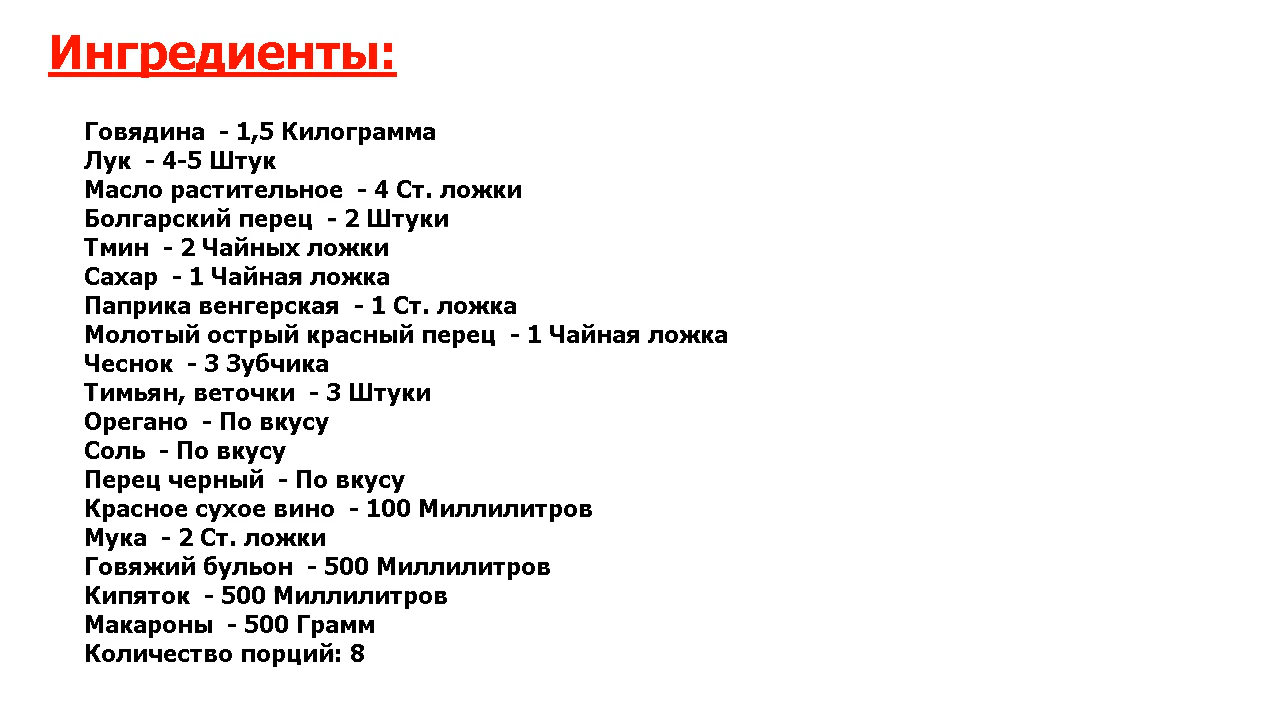 Ингредиенты:
Говядина - 1,5 Килограмма
Лук - 4-5 Штук
Масло растительное - 4 Ст. ложки
Болгарский перец - 2 Штуки
Тмин - 2 Чайных ложки
Сахар - 1 Чайная ложка
Паприка венгерская - 1 Ст. ложка
Молотый острый красный перец - 1 Чайная ложка
Чеснок - 3 Зубчика
Тимьян, веточки - 3 Штуки
Орегано - По вкусу
Соль - По вкусу
Перец черный - По вкусу
Красное сухое вино - 100 Миллилитров
Мука - 2 Ст. ложки
Говяжий бульон - 500 Миллилитров
Кипяток - 500 Миллилитров
Макароны - 500 Грамм
Количество порций: 8